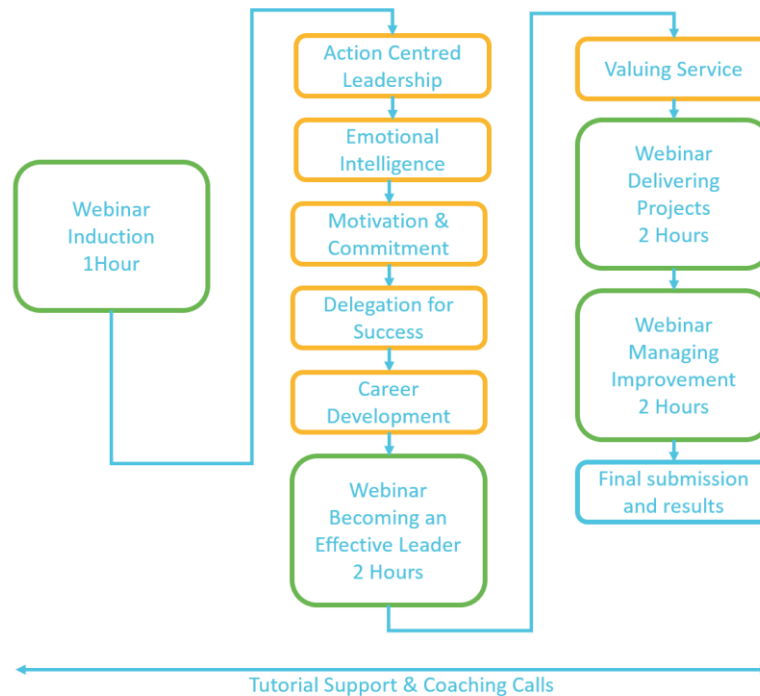 Webinar
Induction
1Hour
Action Centred
Leadership
Emotional
Intelligence
Motivation &
Commitment
Delegation for
Success
Career
Development
Webinar
Becoming an
Effective Leader
2 Hours
Valuing Service
Webinar
Delivering
Projects
2 Hours
Webinar
Managing
Improvement
2 Hours
Final submission
and results
Tutorial Support & Coaching Calls